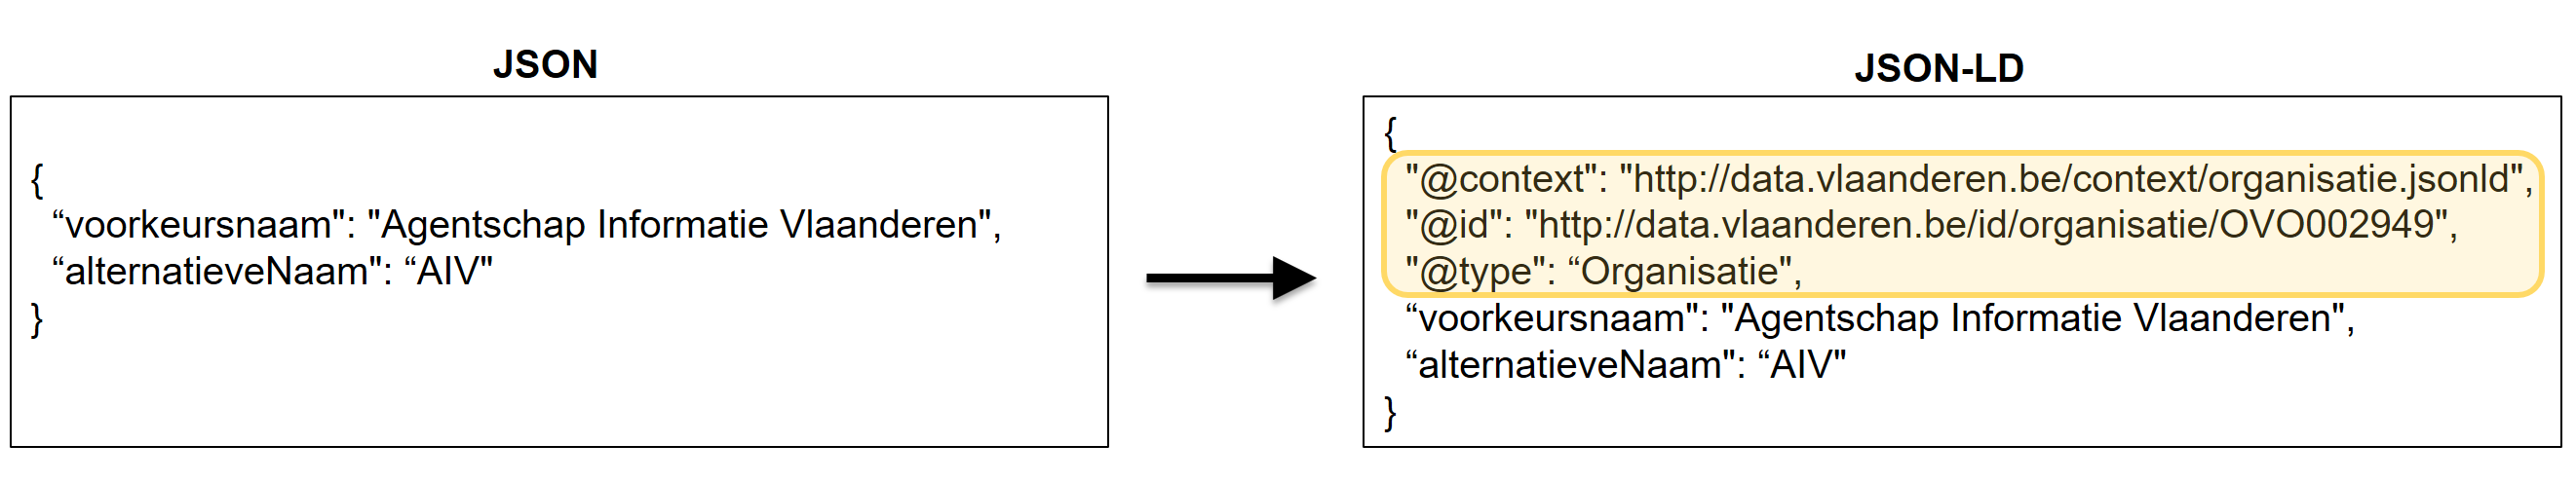 JSON
{
“voorkeursnaam": "Agentschap Informatie Vlaanderen",
“alternatieveNaam": “AIV"
}
JSON-LD
{
"@context": "http://data.vlaanderen.be/context/organisatie.jsonld",
"@id": "http://data.vlaanderen.be/id/organisatie/OVO002949",
"@type": “Organisatie",
“voorkeursnaam": "Agentschap Informatie Vlaanderen",
“alternatieveNaam": “AIV"
}